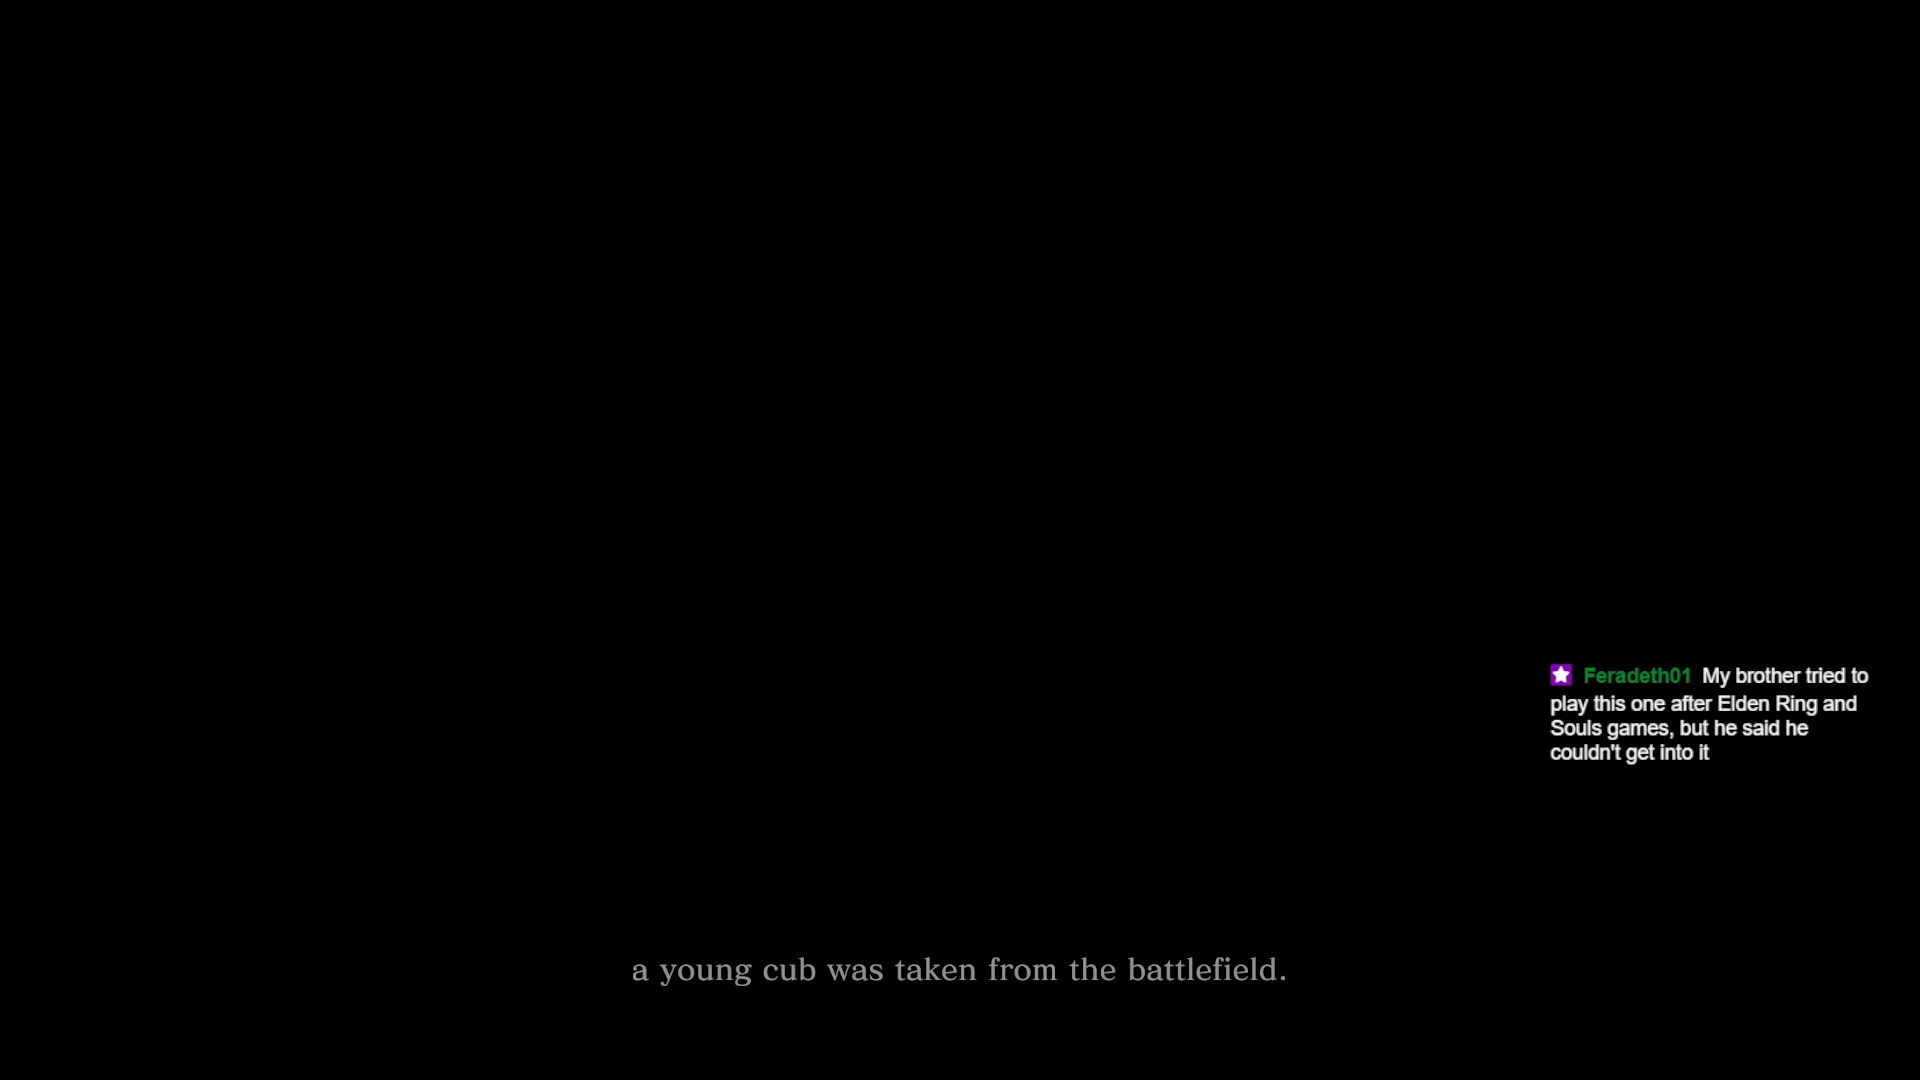 Feradeth01 My brother tried to
play this one after Elden Ring and
Souls games, but he said he
couldn't get into it
a young cub was taken from the battlefield.